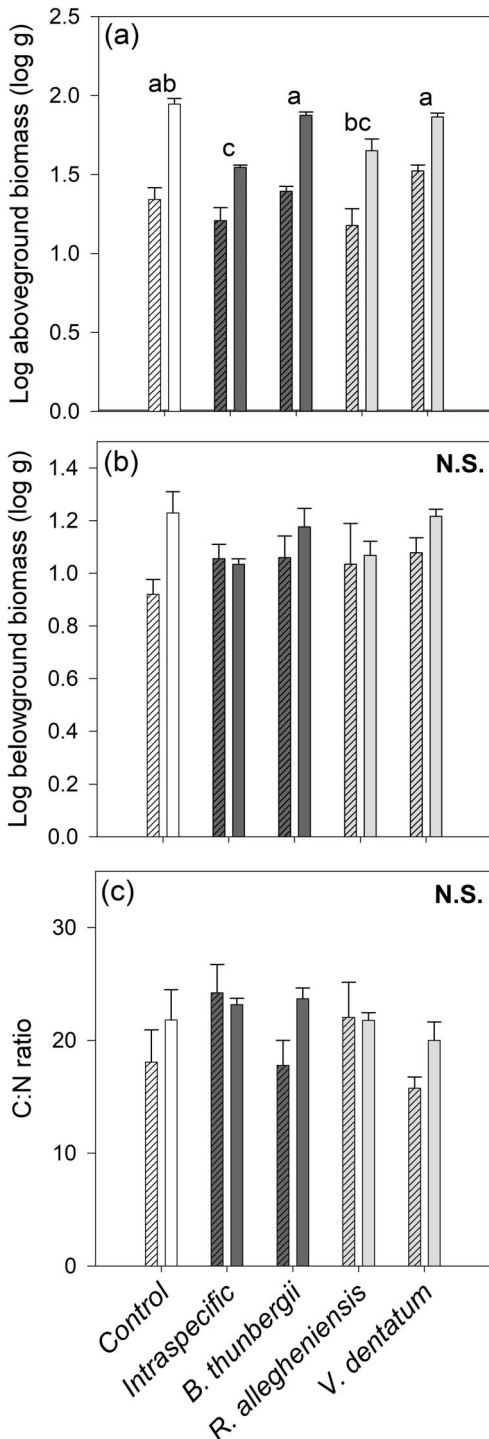 (a)
Log aboveground biomass (log g)
2.5
2.0
1.5
1.0
0.5
0.0
ab
c
a
bc
a
(b)
N.S.
Log belowground biomass (log g)
1.4
1.2
1.0
0.8
0.6
0.4
0.2
0.0
(c)
N.S.
C:N ratio
30
20
10
0
Control
Intraspecific
B. thunbergii
R. allegheniensis
V. dentatum